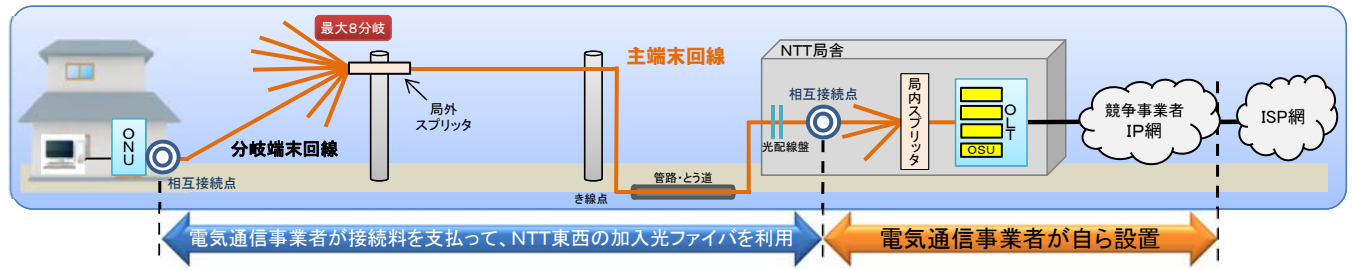 最大8分岐
主端末回線
NTT局舎
局外
スプリッタ
相互接続点
局内スプリッタ
OLT
OSU
競争事業者
IP網
ISP網
ONU
分岐端末回線
光配線盤
相互接続点
き線点
管路・とう道
電気通信事業者が接続料を支払って、NTT東西の加入光ファイバを利用
電気通信事業者が自ら設置